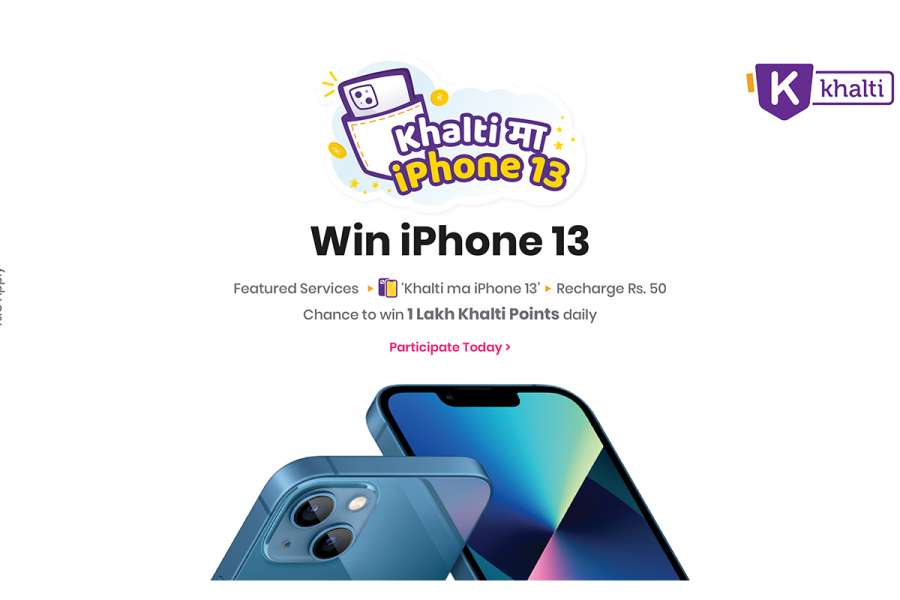 Khalti मा
iPhone 13
K khalti
Win iPhone 13
Featured Services ▸ 'Khalti ma iPhone 13' ▸ Recharge Rs. 50
Chance to win 1 Lakh Khalti Points daily
Participate Today >